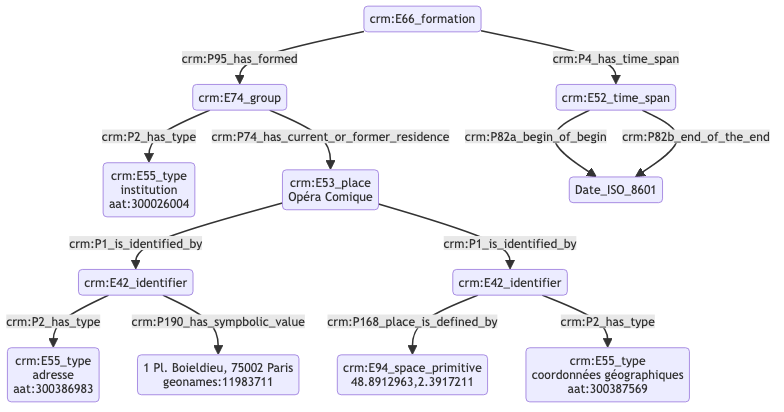 crm:E66_formation
crm:P95_has_formed
crm:P4_has_time_span
crm:E74_group
crm:E52_time_span
crm:P2_has_type
crm:P74_has_current_or_former_residence
crm:P82a_begin_of_begin
crm:P82b_end_of_the_end
crm:E55_type
institution
aat:300026004
crm:E53_place
Opéra Comique
Date_ISO_8601
crm:P1_is_identified_by
crm:P1_is_identified_by
crm:E42_identifier
crm:E42_identifier
crm:P2_has_type
crm:P190_has_sympbolic_value
crm:P168_place_is_defined_by
crm:P2_has_type
crm:E55_type
adresse
aat:300386983
1 Pl. Boieldieu, 75002 Paris
geonames:11983711
crm:E94_space_primitive
48.8912963,2.3917211
crm:E55_type
coordonnées géographiques
aat:300387569